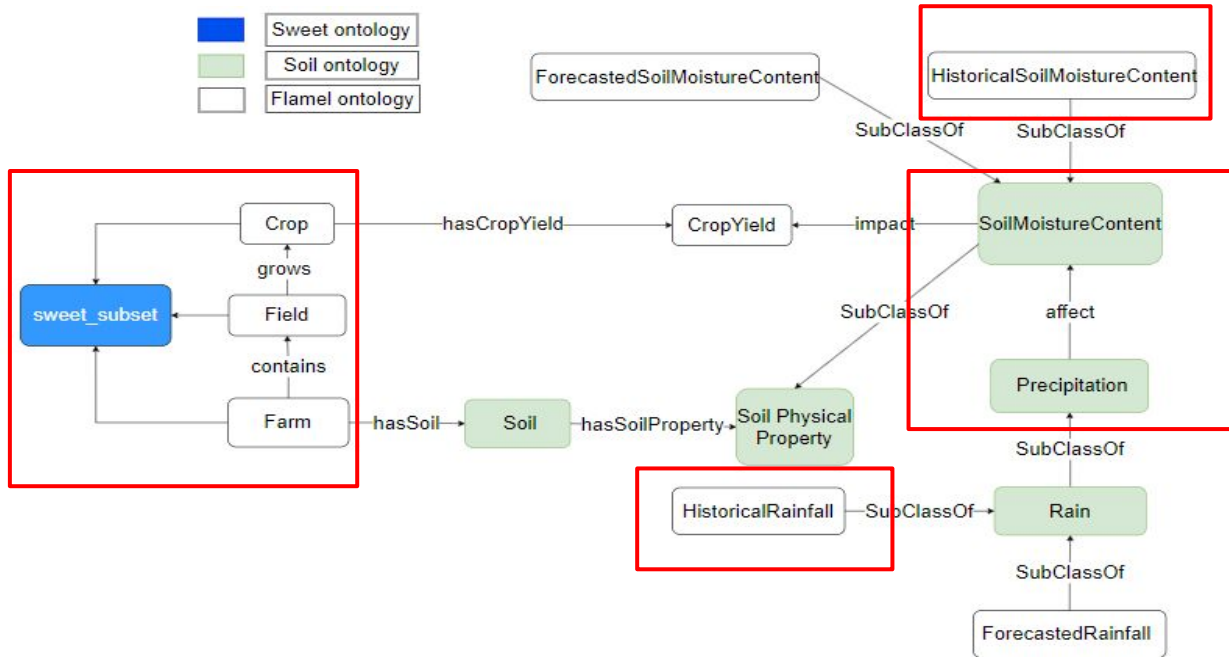 Sweet ontology
Soil ontology
Flamel ontology
ForecastedSoilMoistureContent
HistoricalSoilMoistureContent
SubClassOf
SubClassOf
Crop
hasCropYield
CropYield
impact
SoilMoistureContent
grows
sweet_subset
Field
SubClassOf
affect
contains
Precipitation
Farm
hasSoil
Soil
hasSoilProperty
Soil Physical
Property
SubClassOf
HistoricalRainfall
SubClassOf
Rain
SubClassOf
ForecastedRainfall